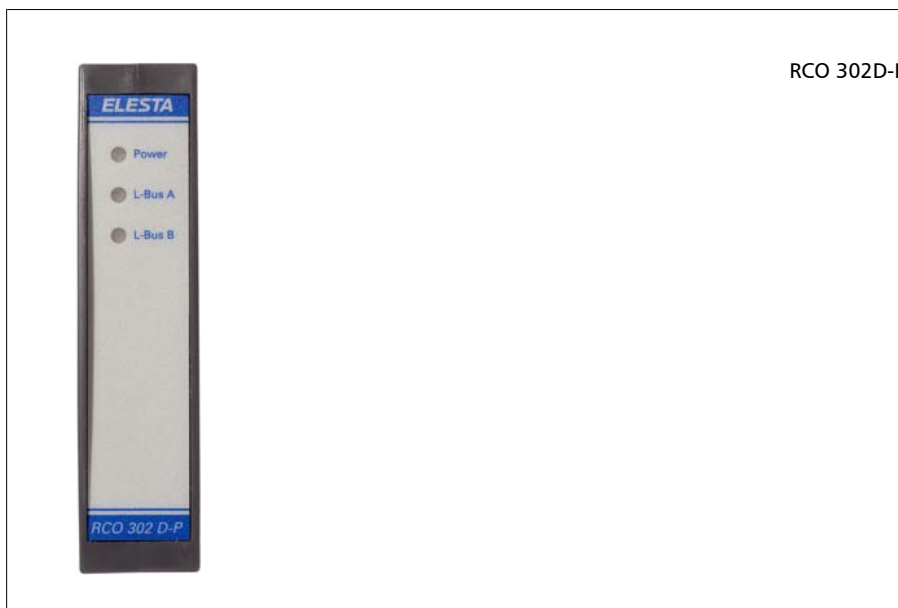 RCO 302D-
ELESTA
Power
L-Bus A
L-Bus B
RCO 302 D-P